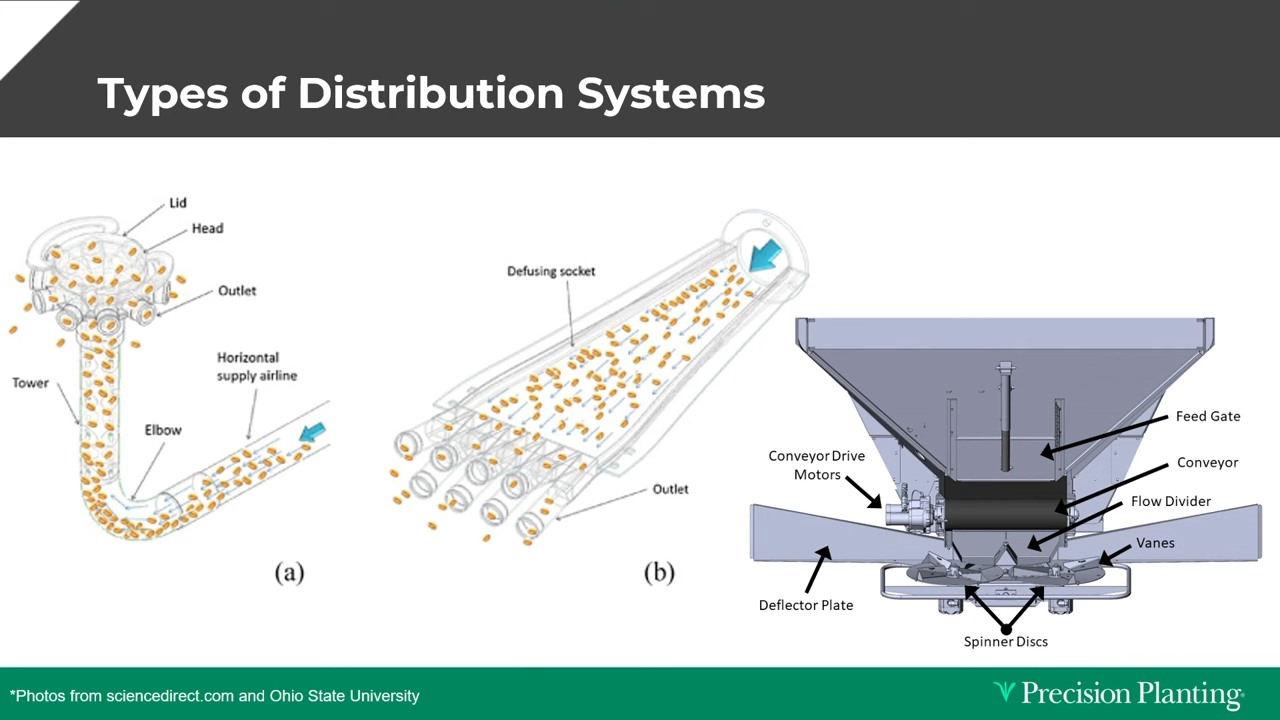 Types of Distribution Systems
Lid
Head
Outlet
Horizontal
supply airline
Tower
Elbow
(a)
Defusing socket
Outlet
(b)
Feed Gate
Conveyor Drive
Motors
Conveyor
Flow Divider
Vanes
Deflector Plate
Spinner Discs
*Photos from sciencedirect.com and Ohio State University
Precision Planting